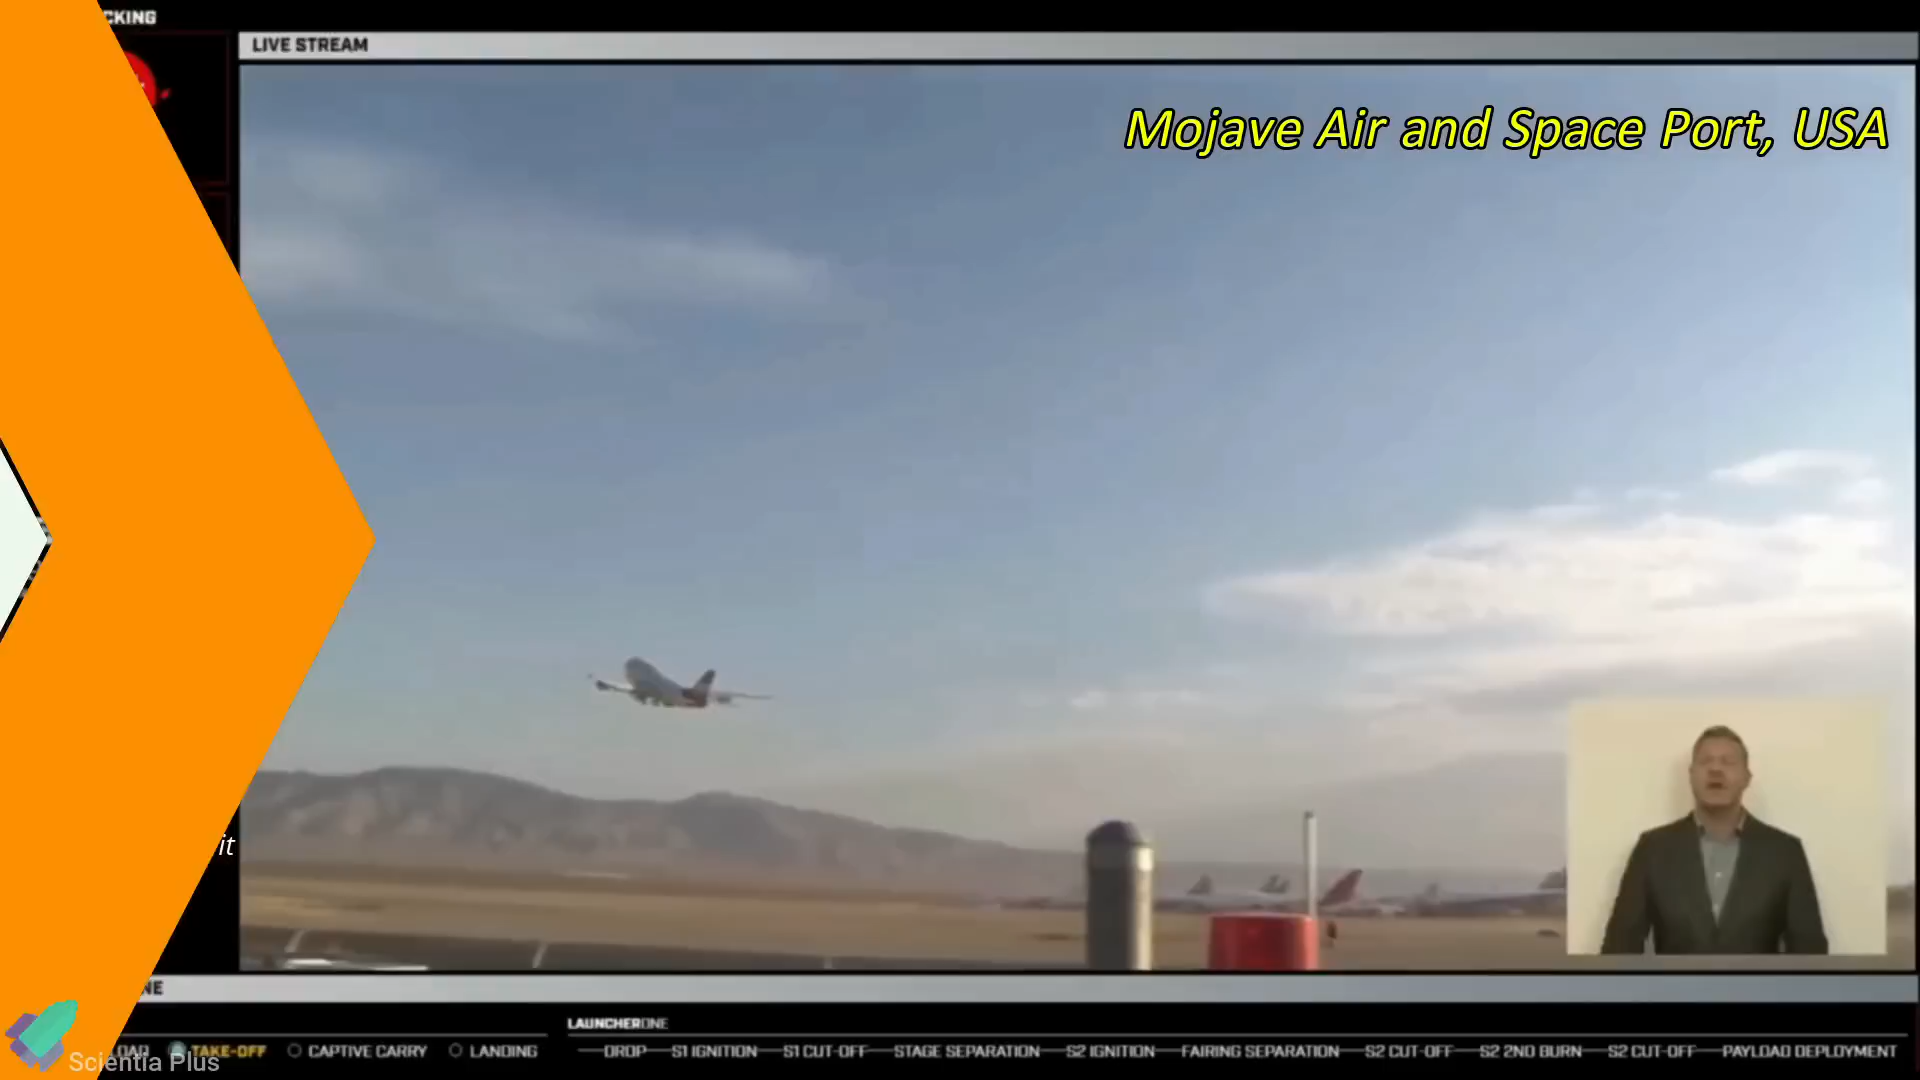 CKING
LIVE STREAM
Mojave Air and Space Port, USA
it
NE
LAUNCHERONE
OAD TAKE-OFF CAPTIVE CARRY LANDING
DROP S1 IGNITION S1 CUT-OFF STAGE SEPARATION S2 IGNITION FAIRING SEPARATION S2 CUT-OFF S2 2ND BURN S2 CUT-OFF PAYLOAD DEPLOYMENT
Scientia Plus